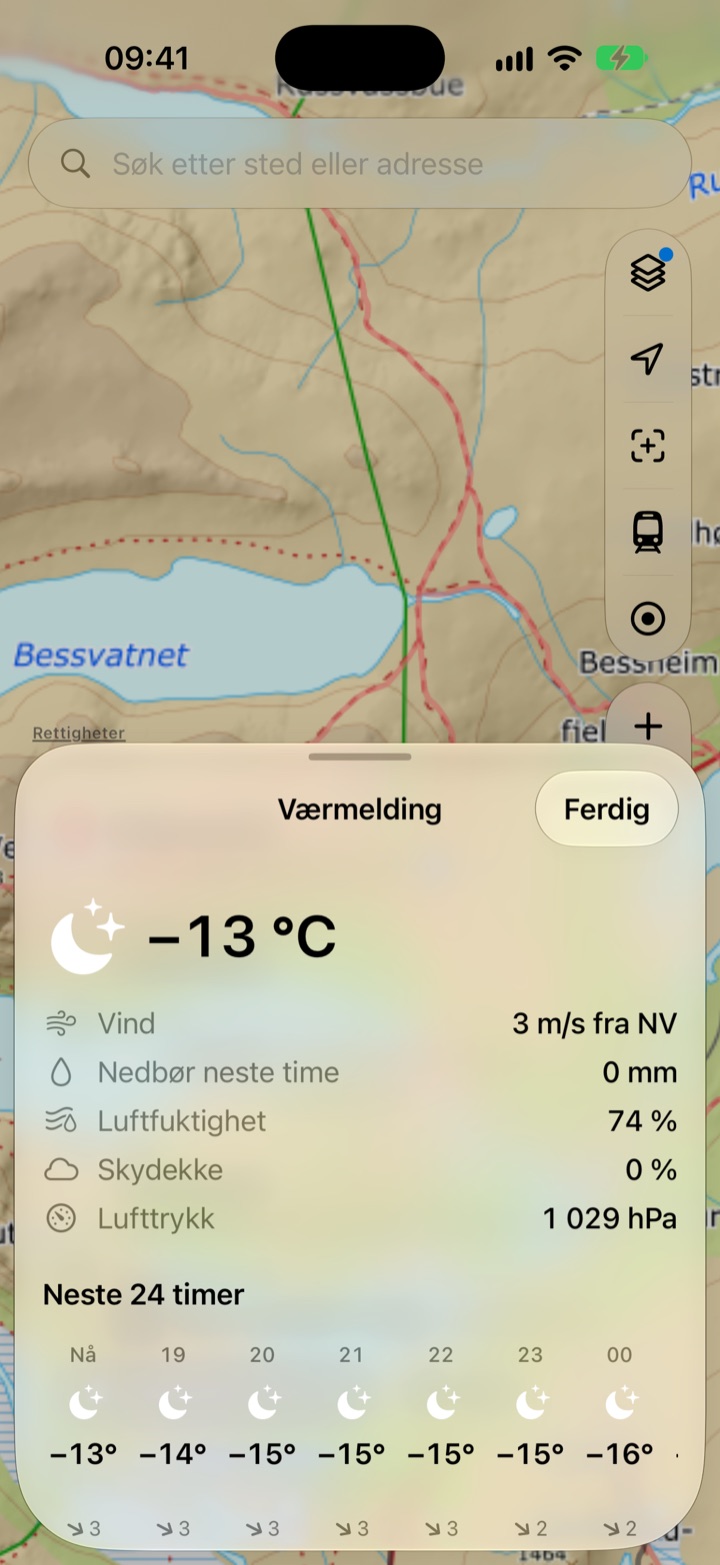 09:41
Søk etter sted eller adresse
Bessvatnet
Bessheim
Rettigheter
fjel
Værmelding
Ferdig
−13 °C
Vind 3 m/s fra NV
Nedbør neste time 0 mm
Luftfuktighet 74 %
Skydekke 0 %
Lufttrykk 1 029 hPa
Neste 24 timer
Nå 19 20 21 22 23 00
−13° −14° −15° −15° −15° −15° −16°
3 3 3 3 3 2 2